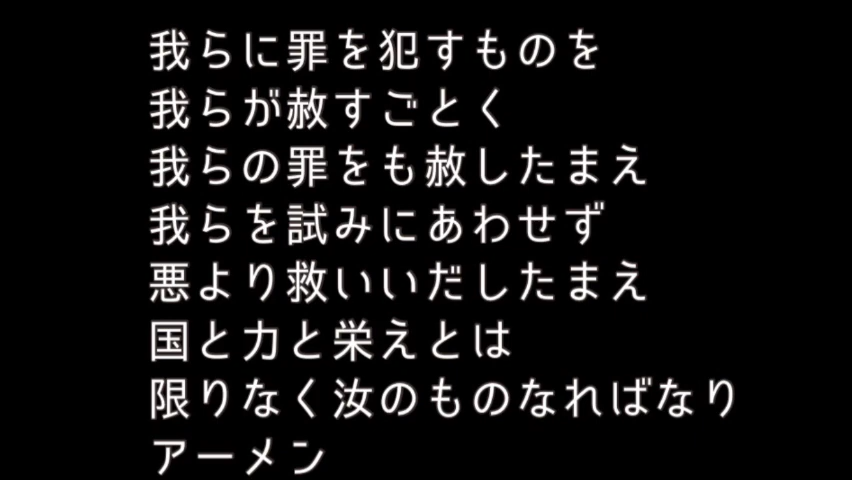 我らに罪を犯すものを
我らが赦すごとく
我らの罪をも赦したまえ
我らを試みにあわせず
悪より救いいだしたまえ
国と力と栄えとは
限りなく汝のものなればなり
アーメン